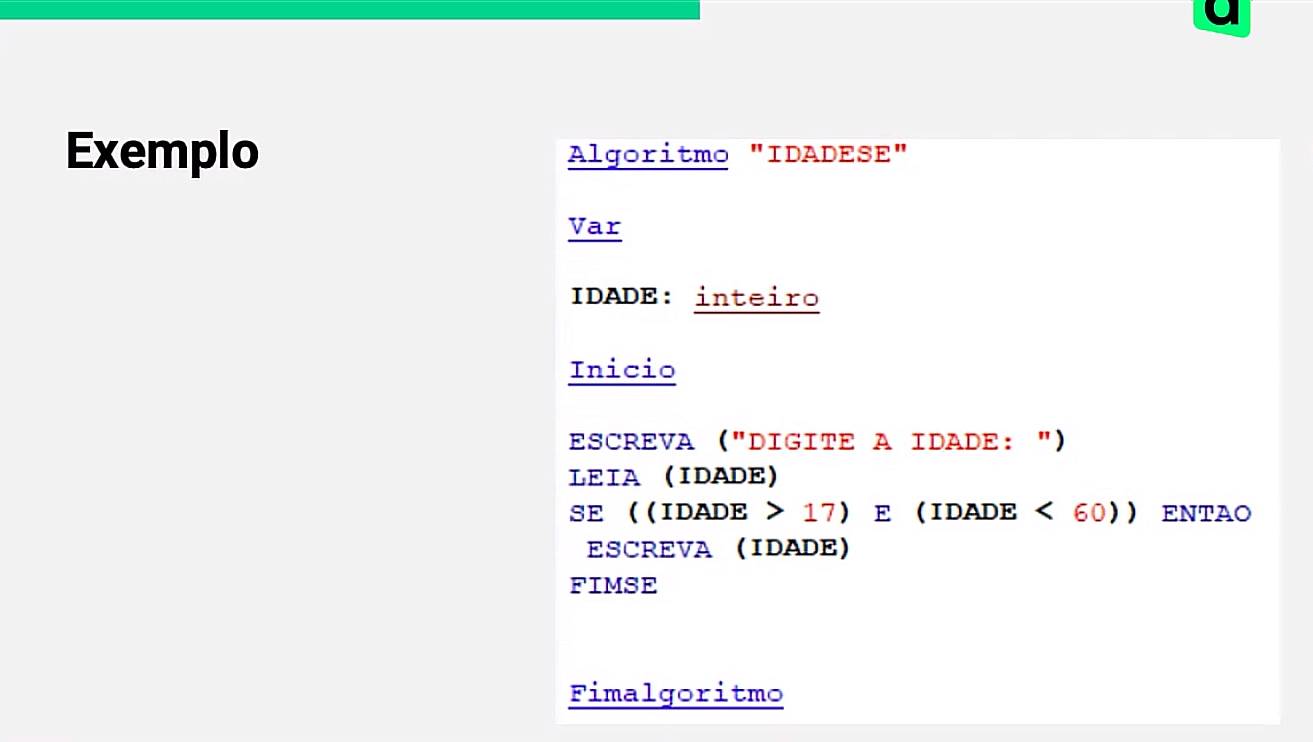 d
Exemplo
Algoritmo "IDADESE"
Var
IDADE: inteiro
Inicio
ESCREVA ("DIGITE A IDADE: ")
LEIA (IDADE)
SE ((IDADE > 17) E (IDADE < 60)) ENTAO
ESCREVA (IDADE)
FIMSE
Fimalgoritmo